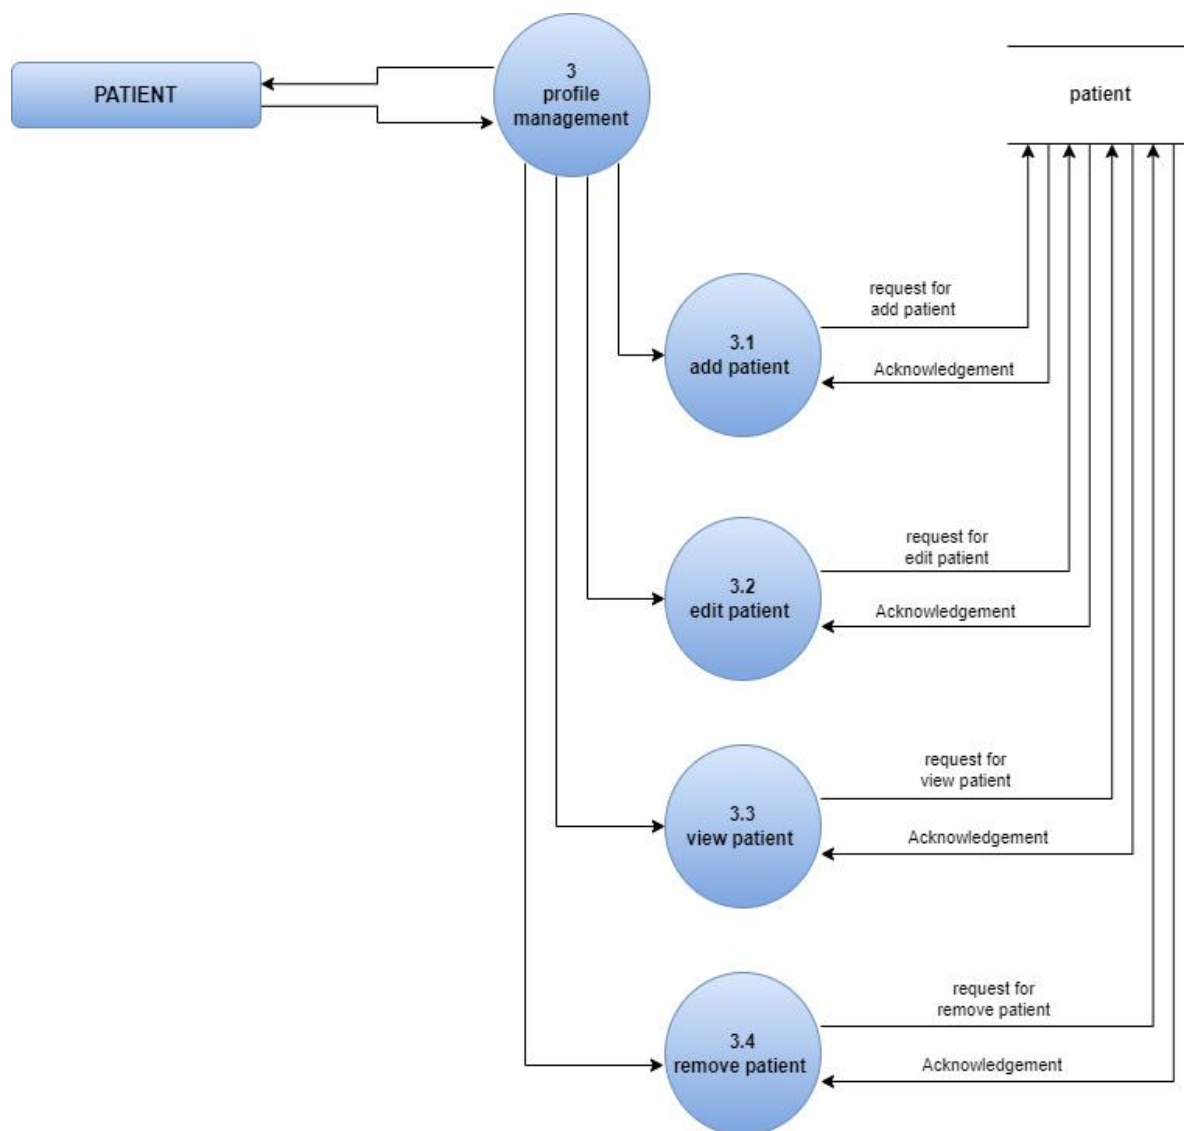 PATIENT
3
profile
management
patient
request for
add patient
3.1
add patient
Acknowledgement
request for
edit patient
3.2
edit patient
Acknowledgement
request for
view patient
3.3
view patient
Acknowledgement
request for
remove patient
3.4
remove patient
Acknowledgement